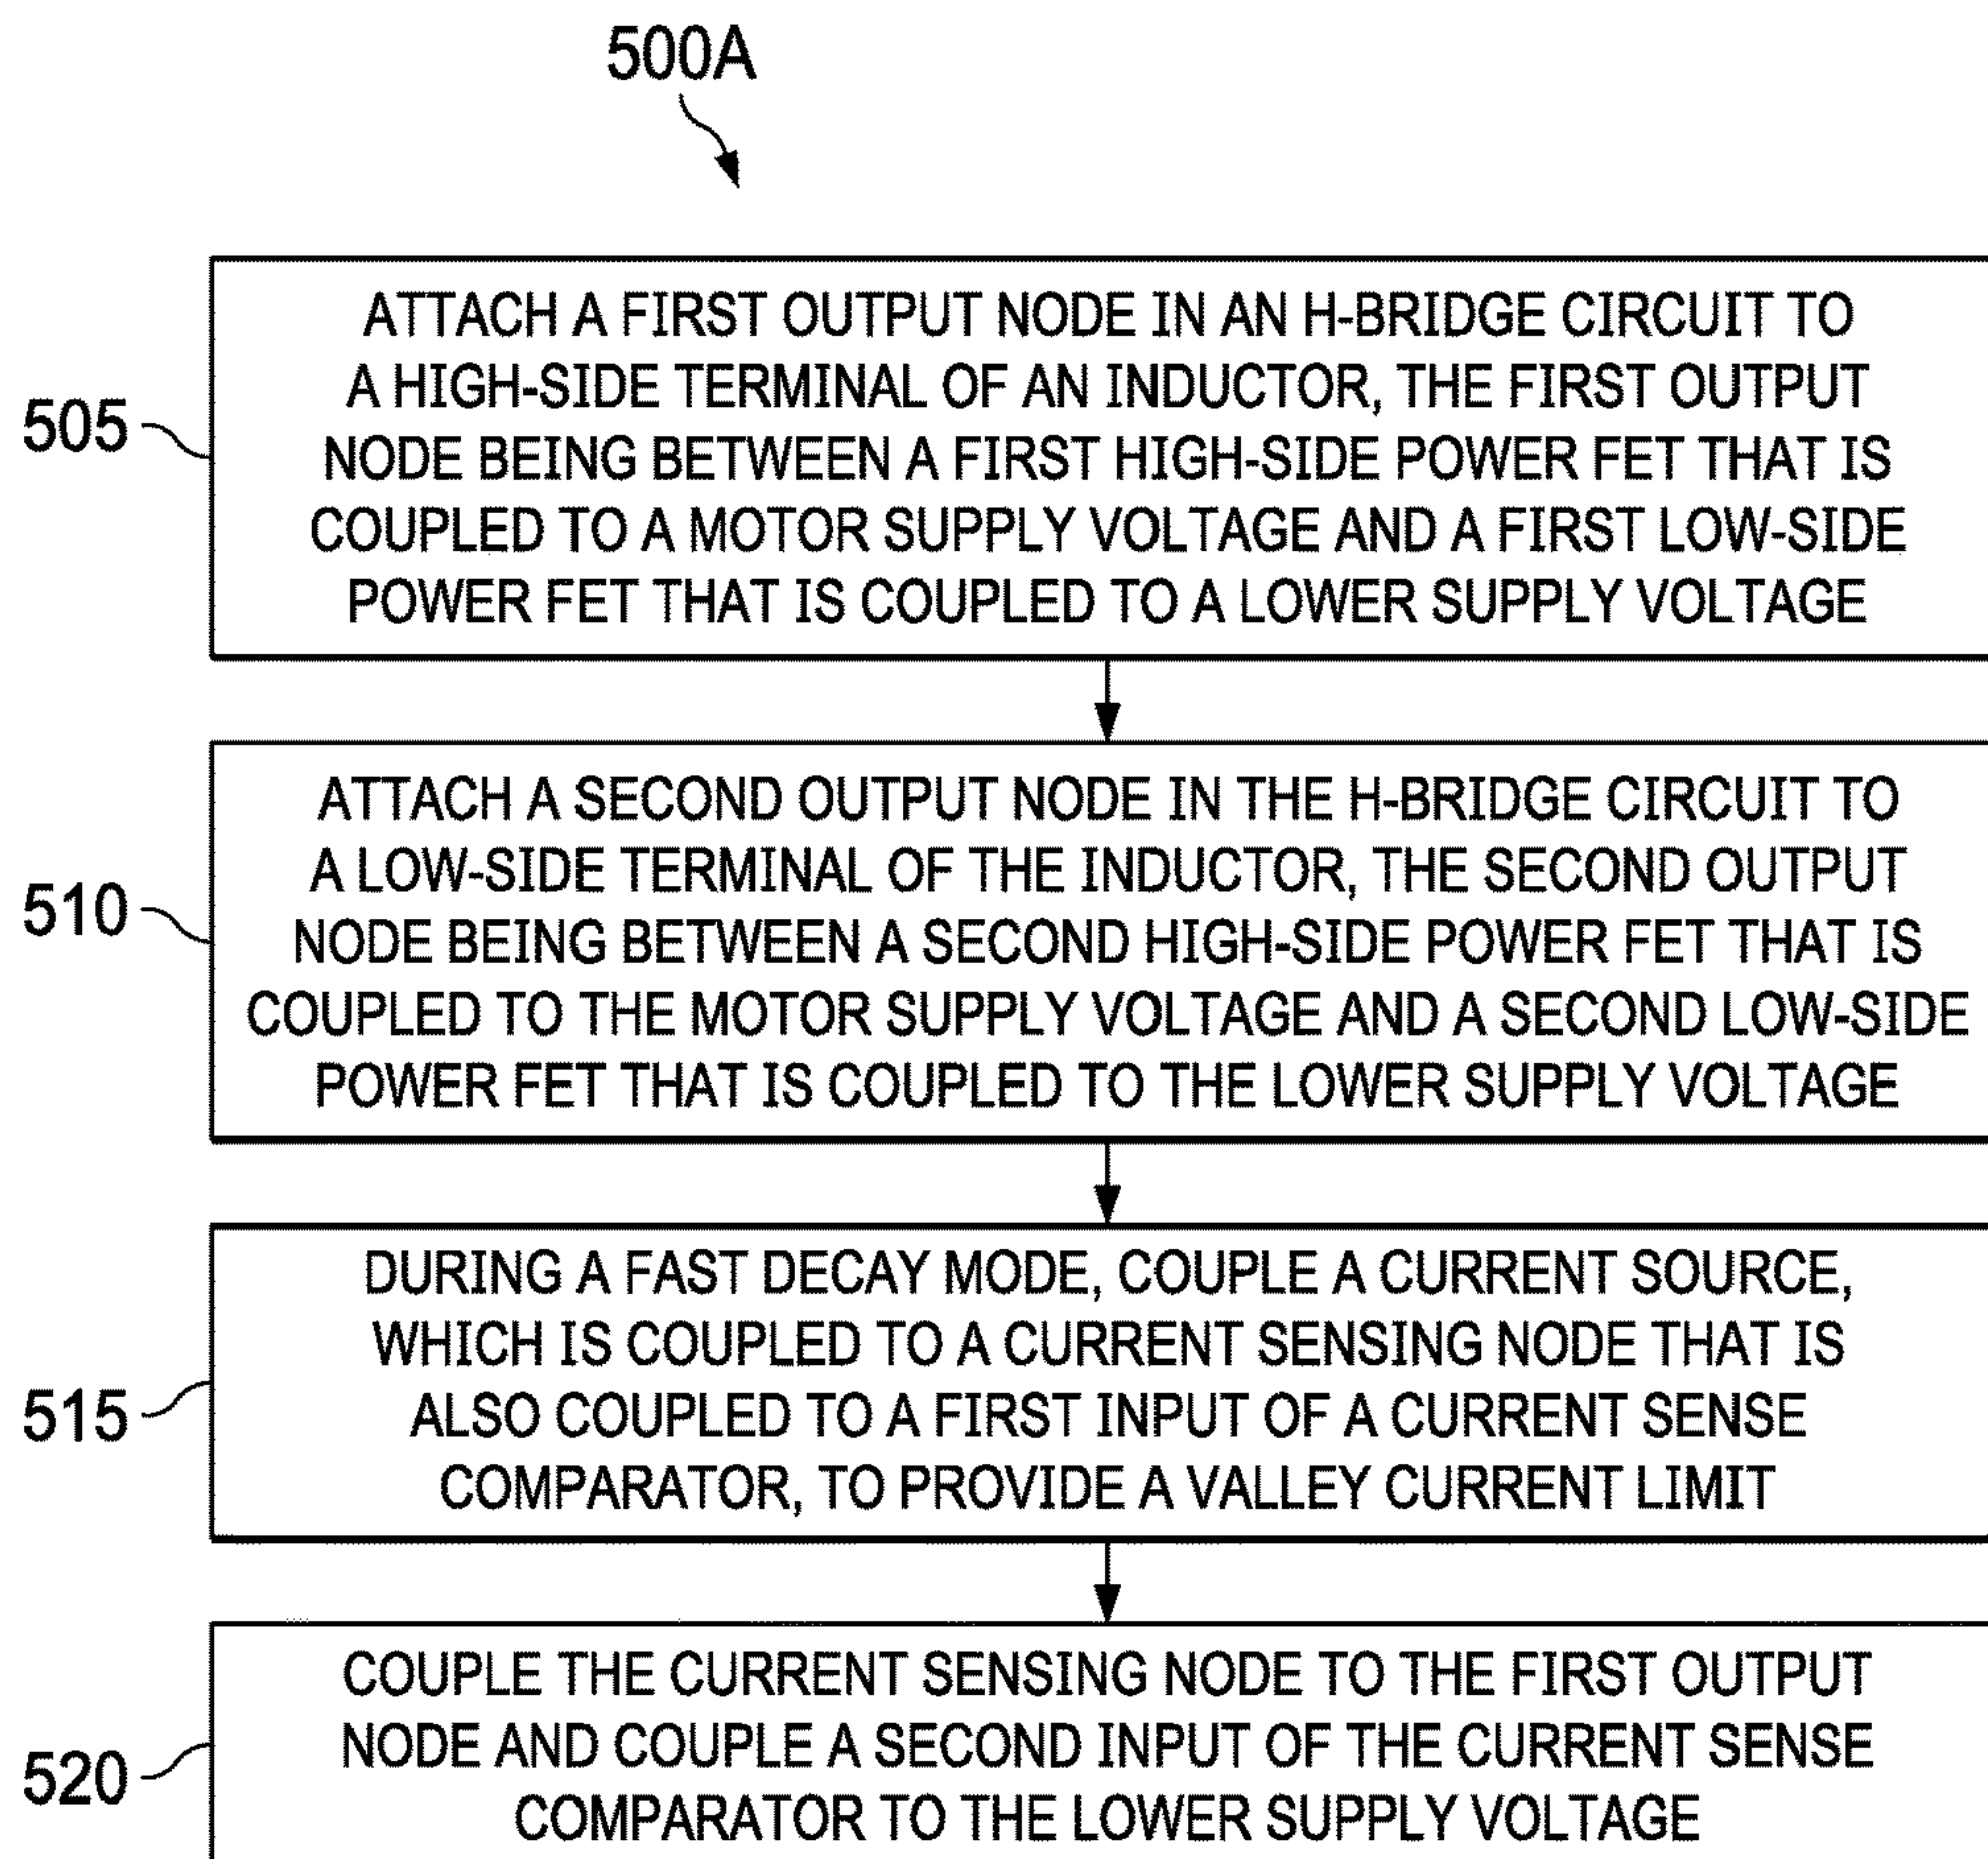 500A
505
ATTACH A FIRST OUTPUT NODE IN AN H-BRIDGE CIRCUIT TO
A HIGH-SIDE TERMINAL OF AN INDUCTOR, THE FIRST OUTPUT
NODE BEING BETWEEN A FIRST HIGH-SIDE POWER FET THAT IS
COUPLED TO A MOTOR SUPPLY VOLTAGE AND A FIRST LOW-SIDE
POWER FET THAT IS COUPLED TO A LOWER SUPPLY VOLTAGE
510
ATTACH A SECOND OUTPUT NODE IN THE H-BRIDGE CIRCUIT TO
A LOW-SIDE TERMINAL OF THE INDUCTOR, THE SECOND OUTPUT
NODE BEING BETWEEN A SECOND HIGH-SIDE POWER FET THAT IS
COUPLED TO THE MOTOR SUPPLY VOLTAGE AND A SECOND LOW-SIDE
POWER FET THAT IS COUPLED TO THE LOWER SUPPLY VOLTAGE
515
DURING A FAST DECAY MODE, COUPLE A CURRENT SOURCE,
WHICH IS COUPLED TO A CURRENT SENSING NODE THAT IS
ALSO COUPLED TO A FIRST INPUT OF A CURRENT SENSE
COMPARATOR, TO PROVIDE A VALLEY CURRENT LIMIT
520
COUPLE THE CURRENT SENSING NODE TO THE FIRST OUTPUT
NODE AND COUPLE A SECOND INPUT OF THE CURRENT SENSE
COMPARATOR TO THE LOWER SUPPLY VOLTAGE